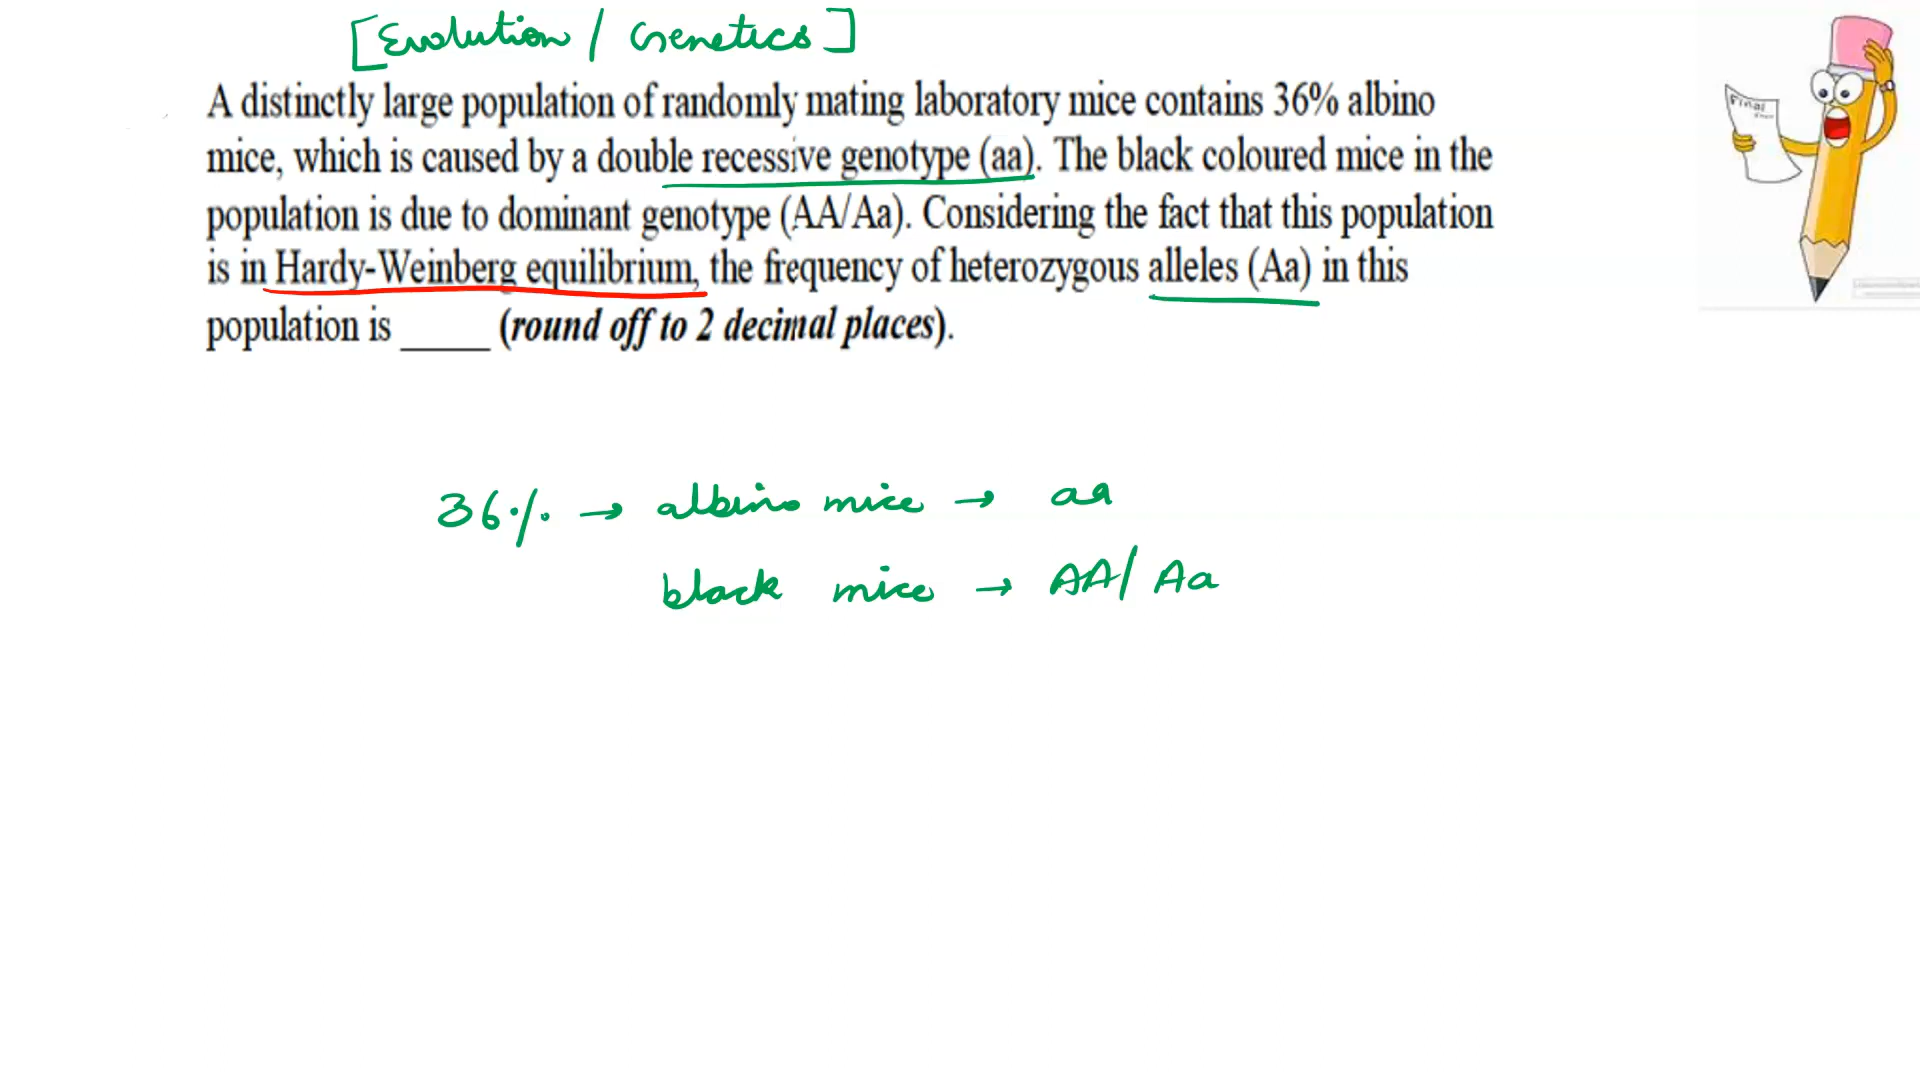 [Evolution / Genetics]
A distinctly large population of randomly mating laboratory mice contains 36% albino
mice, which is caused by a double recessive genotype (aa). The black coloured mice in the
population is due to dominant genotype (AA/Aa). Considering the fact that this population
is in Hardy-Weinberg equilibrium, the frequency of heterozygous alleles (Aa) in this
population is _____ (round off to 2 decimal places).
Final
36% → albino mice → aa
black mice → AA/ Aa